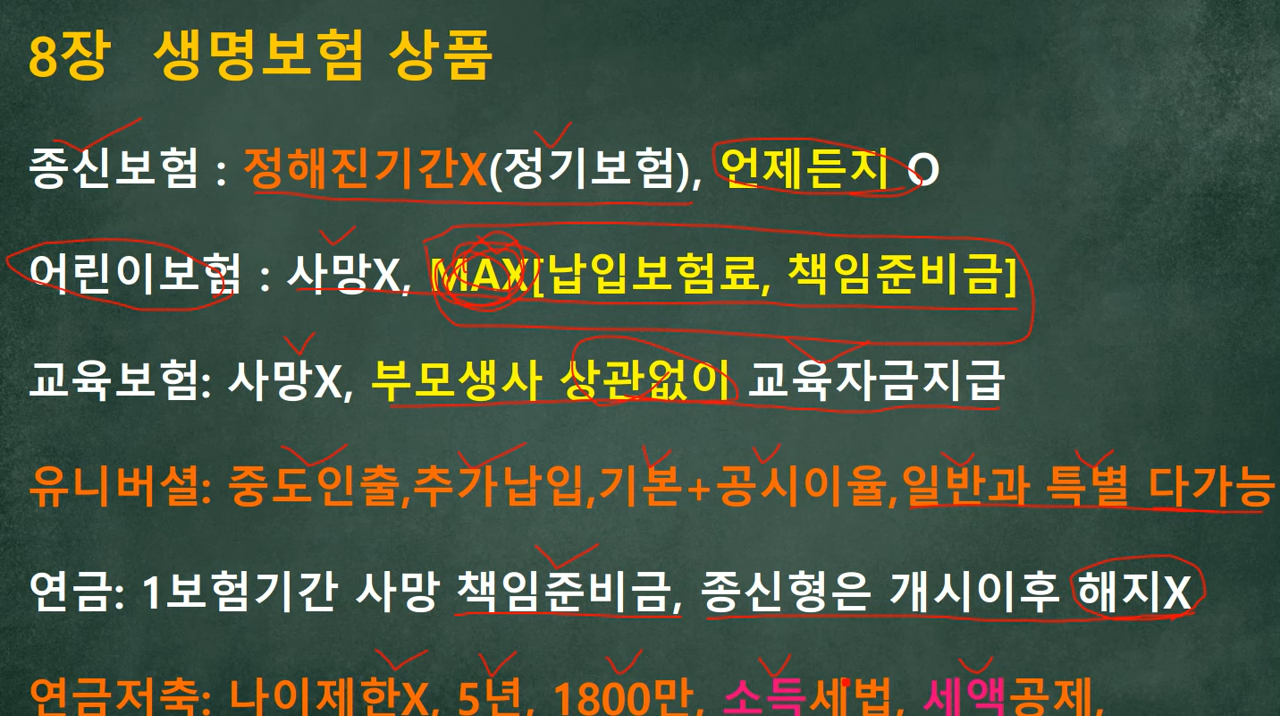 8장 생명보험 상품
종신보험 : 정해진기간X(정기보험), 언제든지 O
어린이보험 : 사망X, MAX[납입보험료, 책임준비금]
교육보험: 사망X, 부모생사 상관없이 교육자금지급
유니버셜: 중도인출,추가납입,기본+공시이율,일반과 특별 다가능
연금: 1보험기간 사망 책임준비금, 종신형은 개시이후 해지X
연금저축: 나이제한X, 5년, 1800만, 소득세법, 세액공제,